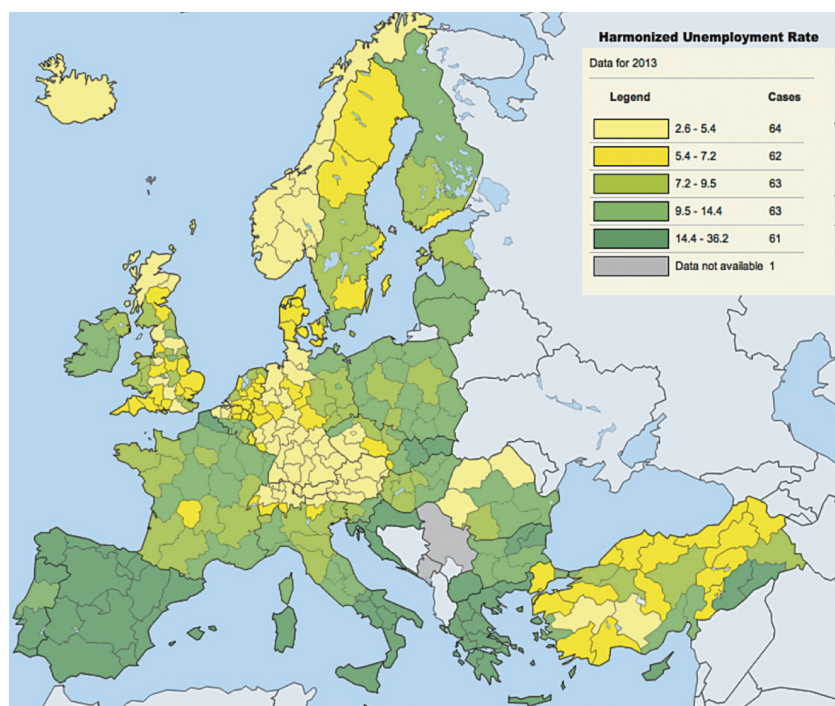 Harmonized Unemployment Rate
Data for 2013
Legend Cases
2.6 - 5.4 64
5.4 - 7.2 62
7.2 - 9.5 63
9.5 - 14.4 63
14.4 - 36.2 61
Data not available 1